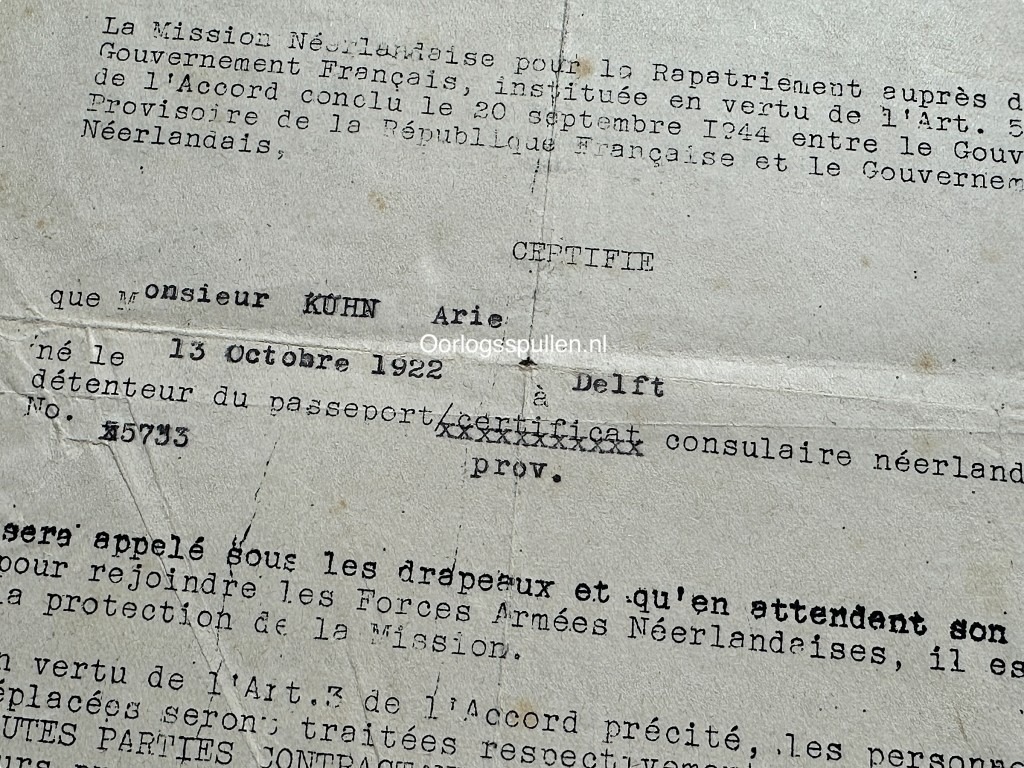 La Mission Néerlandaise pour le Rapatriement auprès d
Gouvernement Français, instituée en vertu de l'Art. 5
de l'Accord conclu le 20 septembre I944 entre le Gouv
Provisoire de la République Française et le Gouvernem
Néerlandais,
CERTIFIE
que Monsieur KUHN Arie
Oorlogsspullen.nl
né le 13 Octobre 1922 à Delft
détenteur du passeport/certificat consulaire néerland
No. 5733 prov.
sera appelé sous les drapeaux et qu'en attendant son
pour rejoindre les Forces Armées Néerlandaises, il es
la protection de la Mission.
n vertu de l'Art.3 de l'Accord précité, les personn
éplacées seront traitées respectivement
OUTES PARTIES CONTRACT